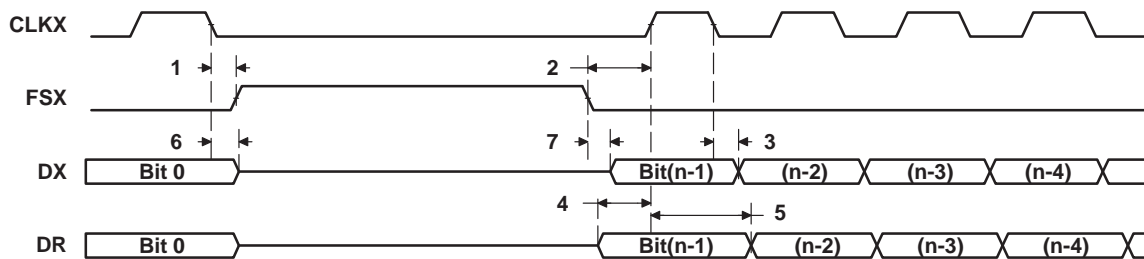 CLKX
1 2
FSX
6 7 3
DX Bit 0 Bit(n-1) (n-2) (n-3) (n-4)
4 5
DR Bit 0 Bit(n-1) (n-2) (n-3) (n-4)